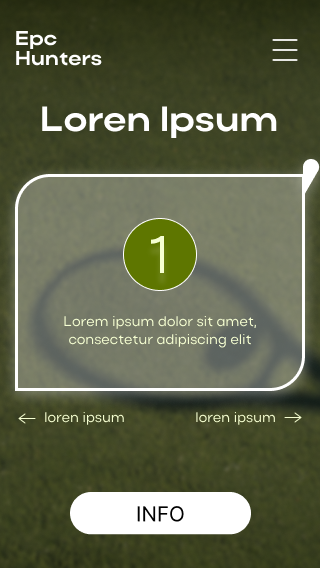 Epc
Hunters
Loren Ipsum
1
Lorem ipsum dolor sit amet,
consectetur adipiscing elit
← loren ipsum
loren ipsum →
INFO